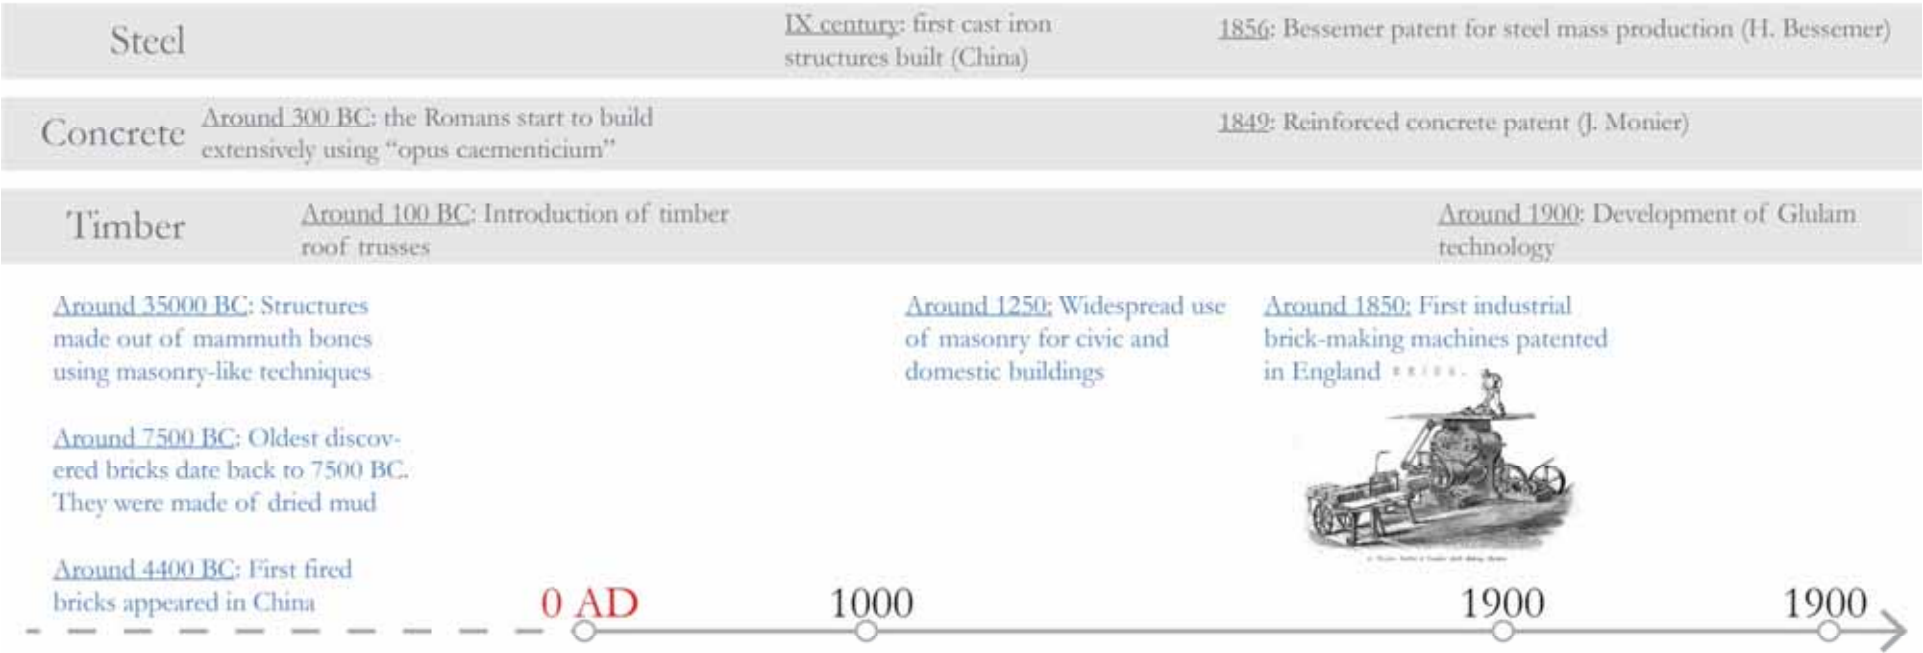 Steel
IX century: first cast iron
structures built (China)
1856: Bessemer patent for steel mass production (H. Bessemer)
Concrete
Around 300 BC: the Romans start to build
extensively using “opus caementicium”
1849: Reinforced concrete patent (J. Monier)
Timber
Around 100 BC: Introduction of timber
roof trusses
Around 1900: Development of Glulam
technology
Around 35000 BC: Structures
made out of mammuth bones
using masonry-like techniques
Around 7500 BC: Oldest discov-
ered bricks date back to 7500 BC.
They were made of dried mud
Around 4400 BC: First fired
bricks appeared in China
Around 1250: Widespread use
of masonry for civic and
domestic buildings
Around 1850: First industrial
brick-making machines patented
in England
0 AD
1000
1900
1900